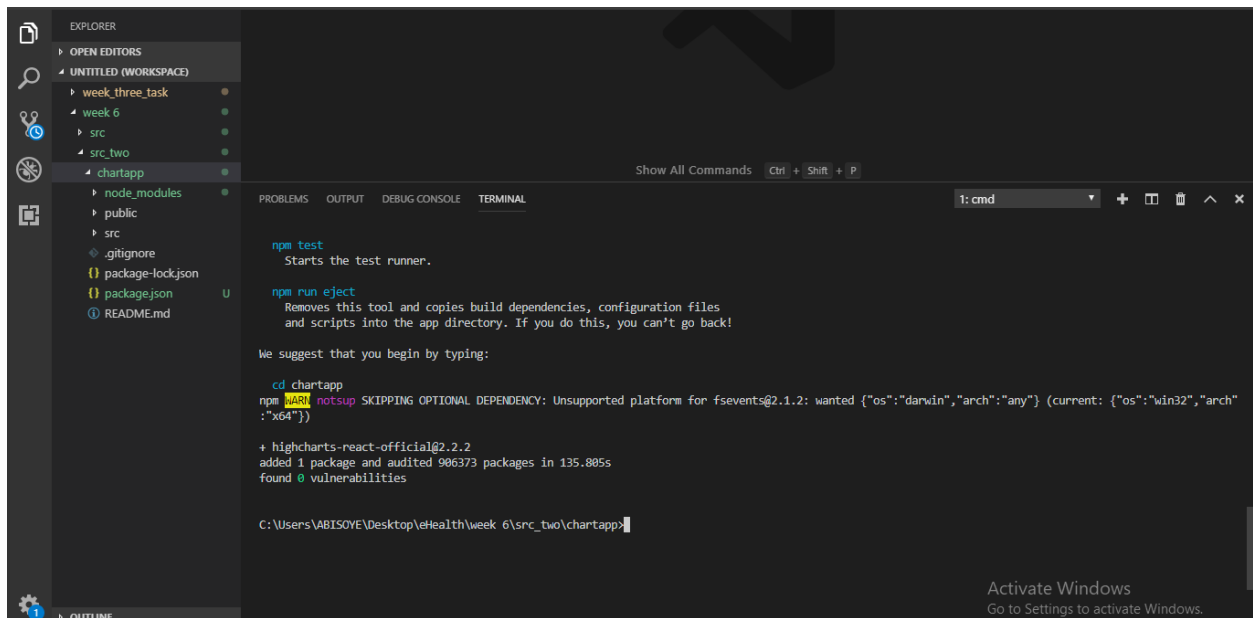 EXPLORER
OPEN EDITORS
UNTITLED (WORKSPACE)
week_three_task
week 6
src
src_two
chartapp
node_modules
public
src
.gitignore
{} package-lock.json
{} package.json U
README.md
OUTLINE
1
Show All Commands Ctrl + Shift + P
PROBLEMS OUTPUT DEBUG CONSOLE TERMINAL 1: cmd
npm test
Starts the test runner.
npm run eject
Removes this tool and copies build dependencies, configuration files
and scripts into the app directory. If you do this, you can’t go back!
We suggest that you begin by typing:
cd chartapp
npm WARN notsup SKIPPING OPTIONAL DEPENDENCY: Unsupported platform for fsevents@2.1.2: wanted {"os":"darwin","arch":"any"} (current: {"os":"win32","arch"
:"x64"})
+ highcharts-react-official@2.2.2
added 1 package and audited 906373 packages in 135.805s
found 0 vulnerabilities
C:\Users\ABISOYE\Desktop\eHealth\week 6\src_two\chartapp>
Activate Windows
Go to Settings to activate Windows.